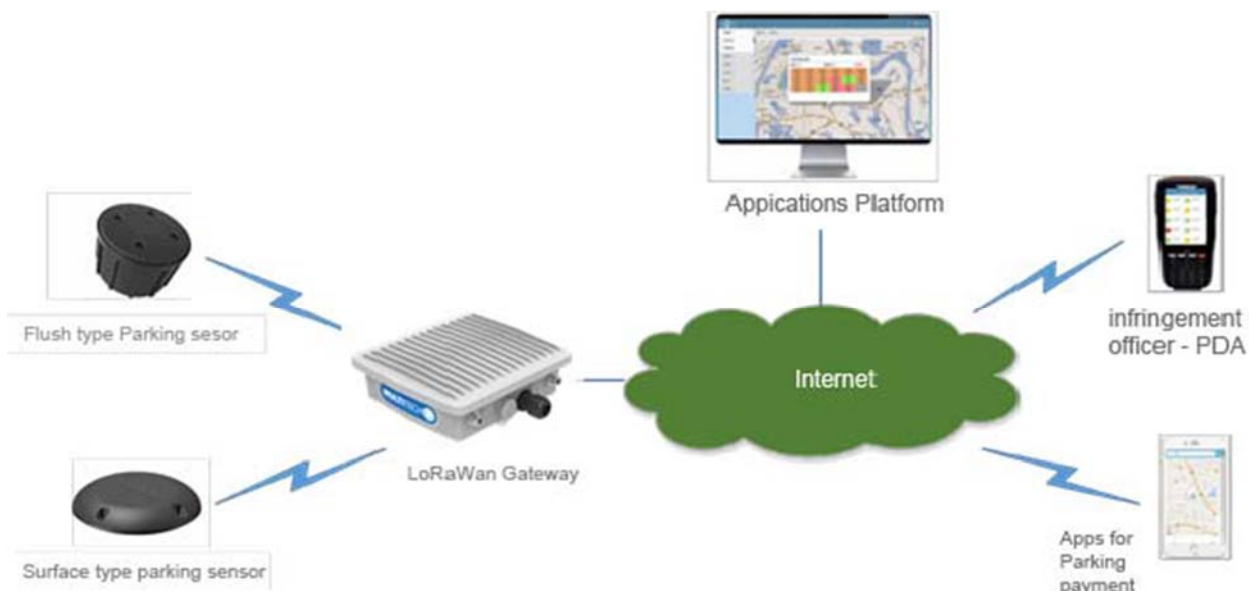 Appications Platform
infringement
officer - PDA
Flush type Parking sesor
Internet
MULTITECH
LoRaWan Gateway
Surface type parking sensor
Apps for
Parking
payment